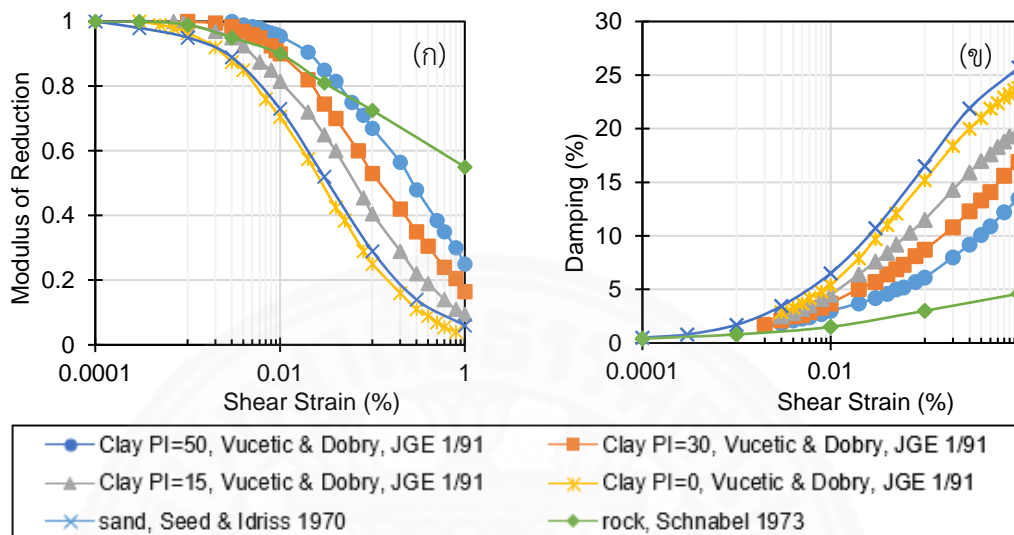 (ก)
Modulus of Reduction
1
0.8
0.6
0.4
0.2
0
0.0001
0.01
1
Shear Strain (%)
(ข)
Damping (%)
30
25
20
15
10
5
0
0.0001
0.01
Shear Strain (%)
Clay PI=50, Vucetic & Dobry, JGE 1/91
Clay PI=30, Vucetic & Dobry, JGE 1/91
Clay PI=15, Vucetic & Dobry, JGE 1/91
Clay PI=0, Vucetic & Dobry, JGE 1/91
sand, Seed & Idriss 1970
rock, Schnabel 1973